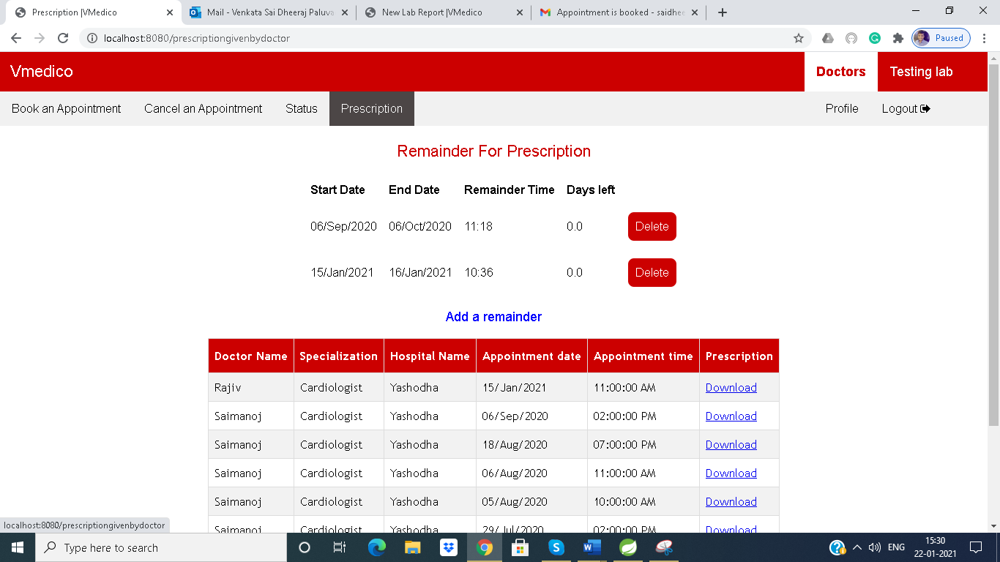 Prescription |VMedico
Mail - Venkata Sai Dheeraj Paluva
New Lab Report |VMedico
Appointment is booked - saidhee
localhost:8080/prescriptiongivenbydoctor
Paused
Vmedico
Doctors
Testing lab
Book an Appointment
Cancel an Appointment
Status
Prescription
Profile
Logout
Remainder For Prescription
Start Date End Date Remainder Time Days left
06/Sep/2020 06/Oct/2020 11:18 0.0 Delete
15/Jan/2021 16/Jan/2021 10:36 0.0 Delete
Add a remainder
Doctor Name Specialization Hospital Name Appointment date Appointment time Prescription
Rajiv Cardiologist Yashodha 15/Jan/2021 11:00:00 AM Download
Saimanoj Cardiologist Yashodha 06/Sep/2020 02:00:00 PM Download
Saimanoj Cardiologist Yashodha 18/Aug/2020 07:00:00 PM Download
Saimanoj Cardiologist Yashodha 06/Aug/2020 11:00:00 AM Download
Saimanoj Cardiologist Yashodha 05/Aug/2020 10:00:00 AM Download
Saimanoj Cardiologist Yashodha 29/Jul/2020 02:00:00 PM Download
localhost:8080/prescriptiongivenbydoctor
Type here to search
ENG
15:30
22-01-2021